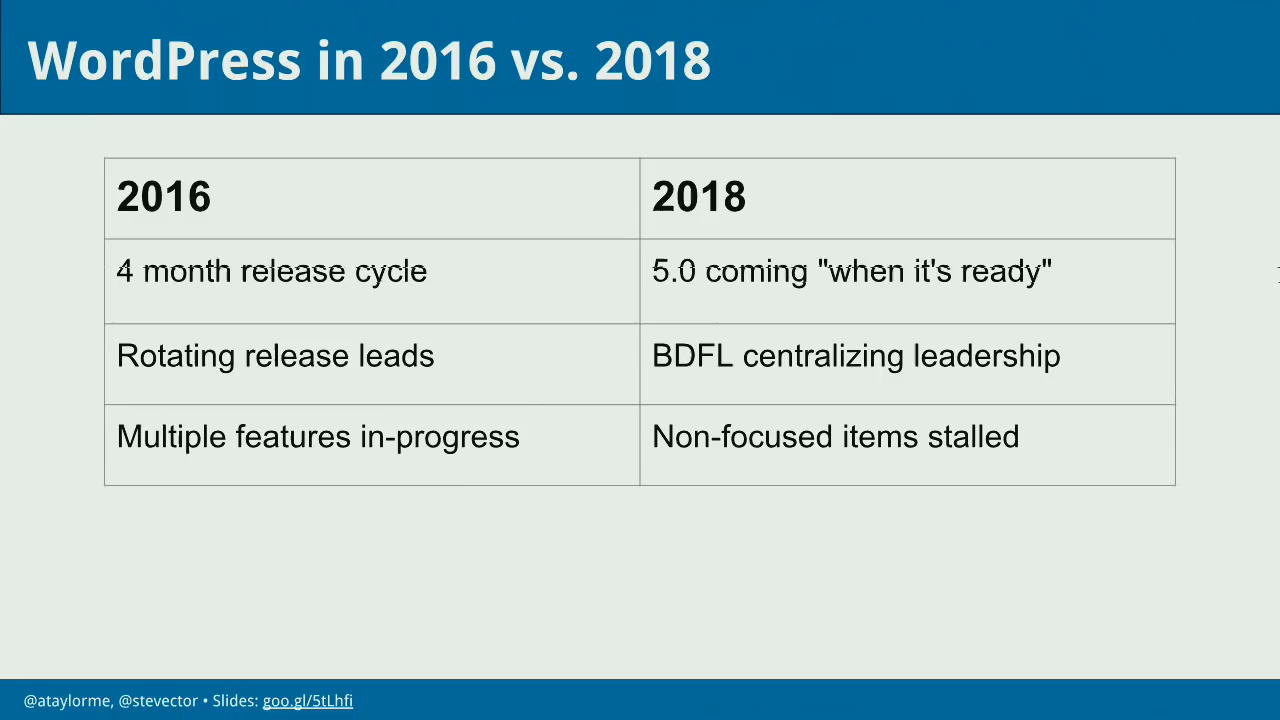 WordPress in 2016 vs. 2018
2016
2018
4 month release cycle
5.0 coming "when it's ready"
Rotating release leads
BDFL centralizing leadership
Multiple features in-progress
Non-focused items stalled
@ataylorme, @stevector • Slides: goo.gl/5tLhfi